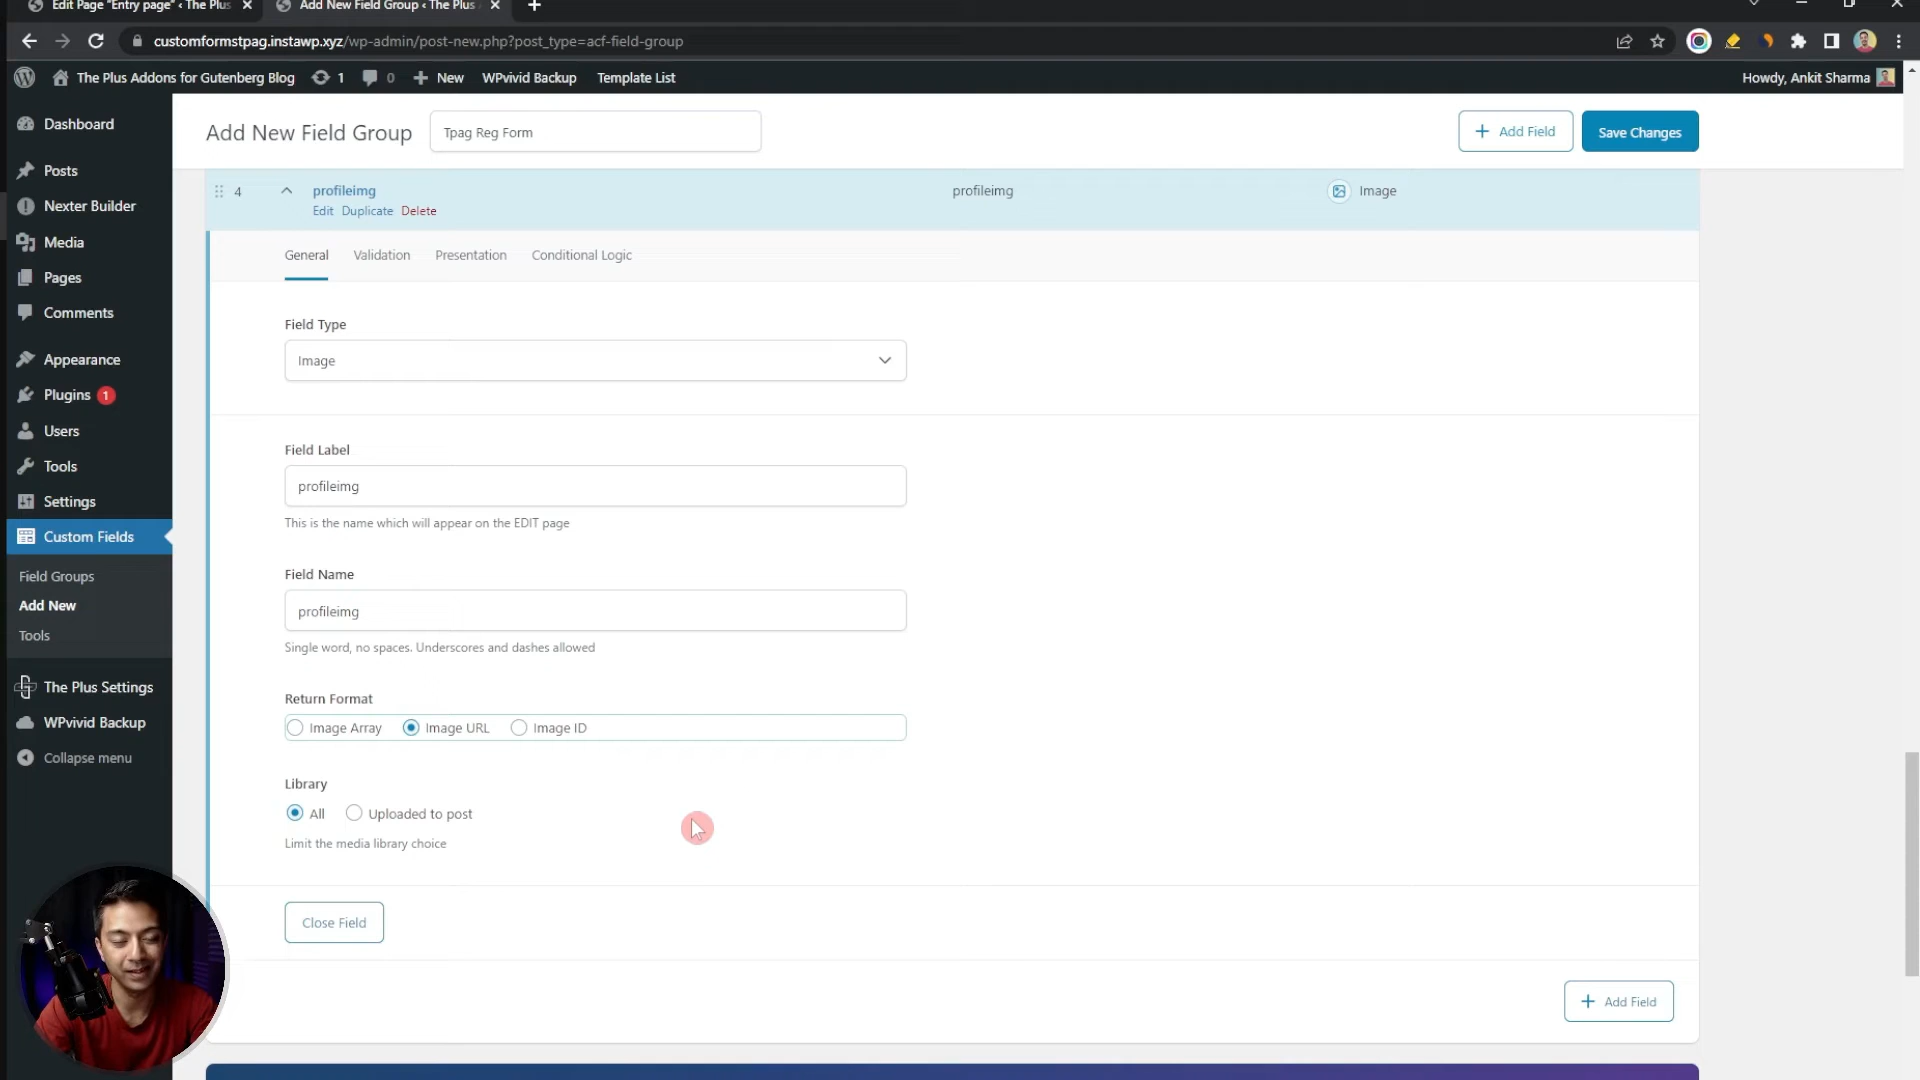 Edit Page "Entry page" ‹ The Plus
Add New Field Group ‹ The Plus
customformstpag.instawp.xyz/wp-admin/post-new.php?post_type=acf-field-group
The Plus Addons for Gutenberg Blog 1 0 New WPvivid Backup Template List Howdy, Ankit Sharma
Dashboard
Posts
Nexter Builder
Media
Pages
Comments
Appearance
Plugins 1
Users
Tools
Settings
Custom Fields
Field Groups
Add New
Tools
The Plus Settings
WPvivid Backup
Collapse menu
Add New Field Group Tpag Reg Form + Add Field Save Changes
4 profileimg profileimg Image
Edit Duplicate Delete
General Validation Presentation Conditional Logic
Field Type
Image
Field Label
profileimg
This is the name which will appear on the EDIT page
Field Name
profileimg
Single word, no spaces. Underscores and dashes allowed
Return Format
Image Array Image URL Image ID
Library
All Uploaded to post
Limit the media library choice
Close Field
+ Add Field